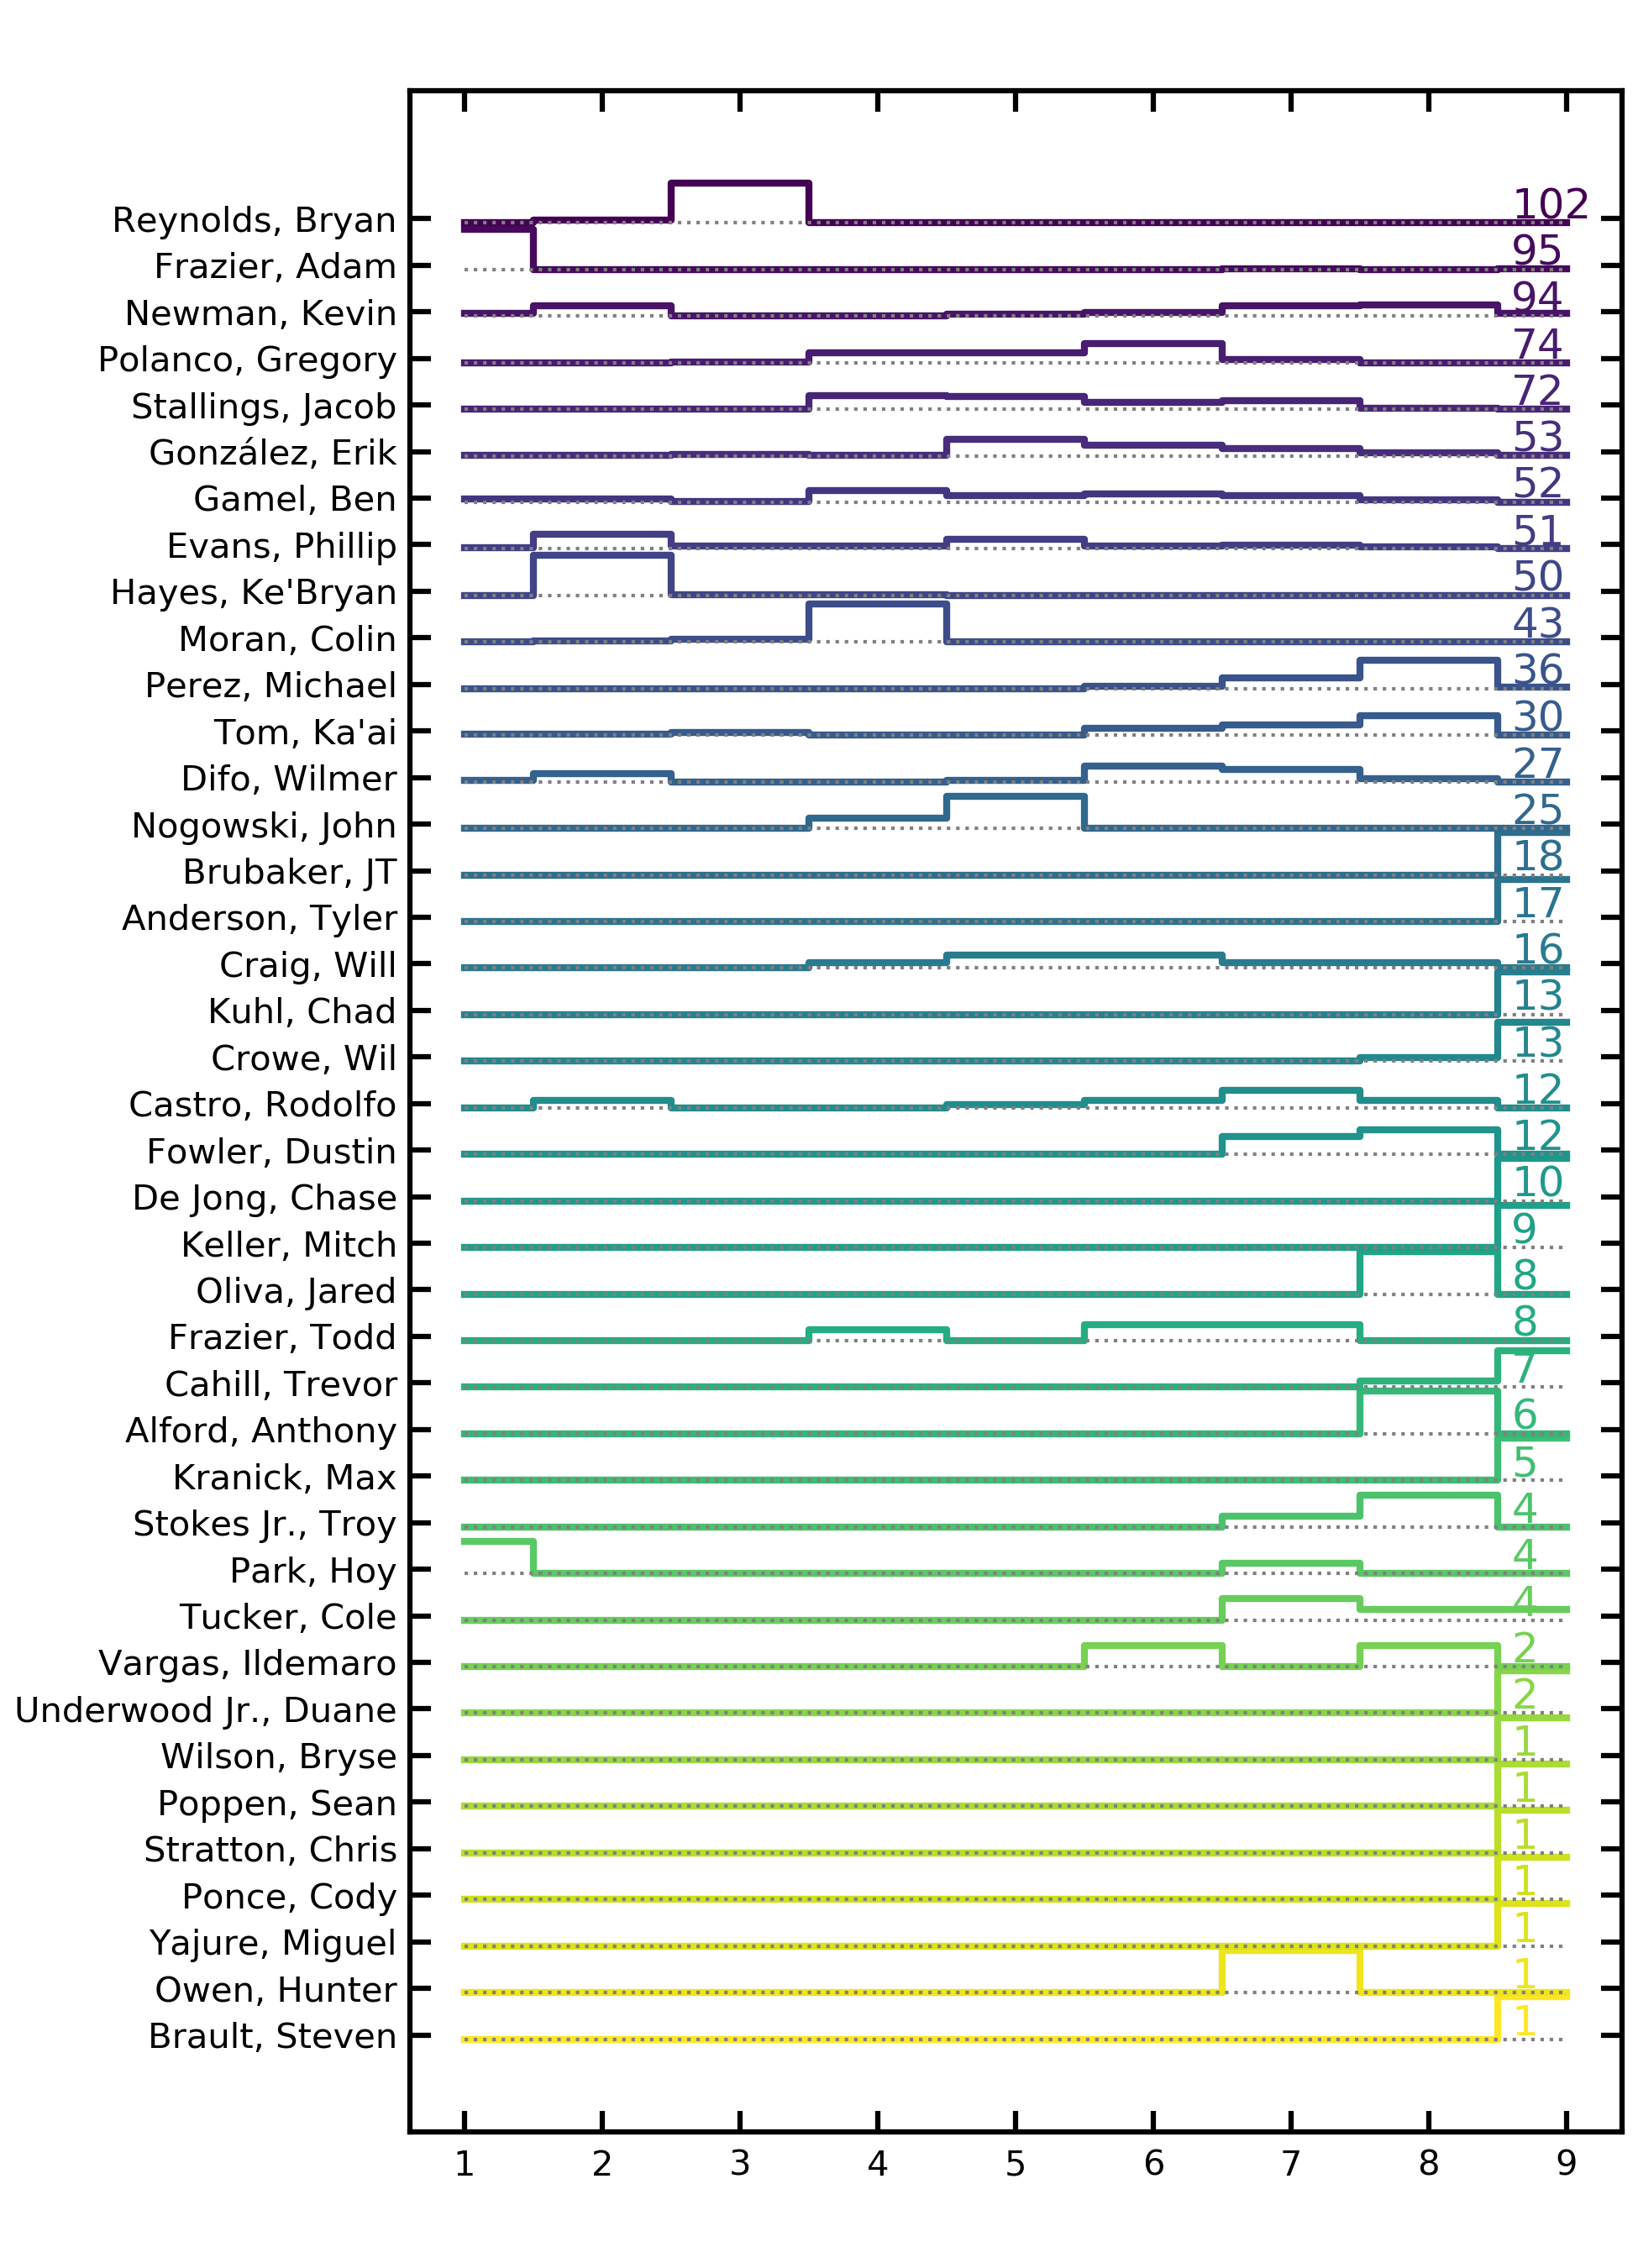 Reynolds, Bryan 102
Frazier, Adam 95
Newman, Kevin 94
Polanco, Gregory 74
Stallings, Jacob 72
González, Erik 53
Gamel, Ben 52
Evans, Phillip 51
Hayes, Ke'Bryan 50
Moran, Colin 43
Perez, Michael 36
Tom, Ka'ai 30
Difo, Wilmer 27
Nogowski, John 25
Brubaker, JT 18
Anderson, Tyler 17
Craig, Will 16
Kuhl, Chad 13
Crowe, Wil 13
Castro, Rodolfo 12
Fowler, Dustin 12
De Jong, Chase 10
Keller, Mitch 9
Oliva, Jared 8
Frazier, Todd 8
Cahill, Trevor 7
Alford, Anthony 6
Kranick, Max 5
Stokes Jr., Troy 4
Park, Hoy 4
Tucker, Cole 4
Vargas, Ildemaro 2
Underwood Jr., Duane 2
Wilson, Bryse 1
Poppen, Sean 1
Stratton, Chris 1
Ponce, Cody 1
Yajure, Miguel 1
Owen, Hunter 1
Brault, Steven 1
1 2 3 4 5 6 7 8 9